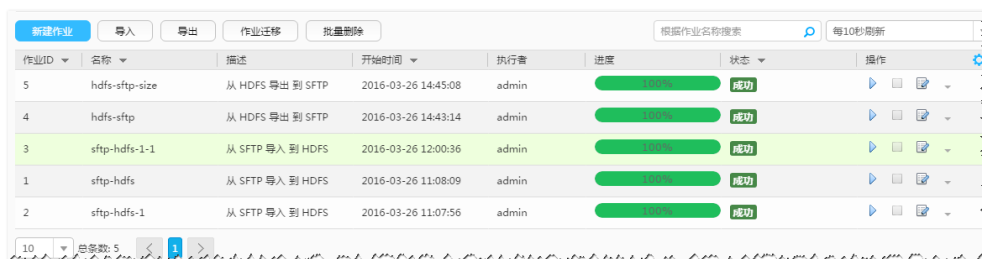 新建作业 导入 导出 作业迁移 批量删除 根据作业名称搜索 每10秒刷新
作业ID 名称 描述 开始时间 执行者 进度 状态 操作
5 hdfs-sftp-size 从 HDFS 导出 到 SFTP 2016-03-26 14:45:08 admin 100% 成功
4 hdfs-sftp 从 HDFS 导出 到 SFTP 2016-03-26 14:43:14 admin 100% 成功
3 sftp-hdfs-1-1 从 SFTP 导入 到 HDFS 2016-03-26 12:00:36 admin 100% 成功
1 sftp-hdfs 从 SFTP 导入 到 HDFS 2016-03-26 11:08:09 admin 100% 成功
2 sftp-hdfs-1 从 SFTP 导入 到 HDFS 2016-03-26 11:07:56 admin 100% 成功
10 总条数: 5 1